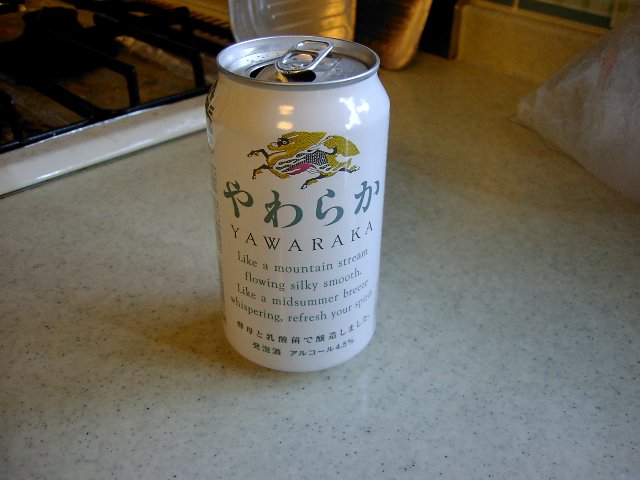 やわらか
YAWARAKA
Like a mountain stream
flowing silky smooth.
Like a midsummer breeze
whispering, refresh your spirit.
酵母と乳酸菌で醸造しました。
発泡酒 アルコール4.5%